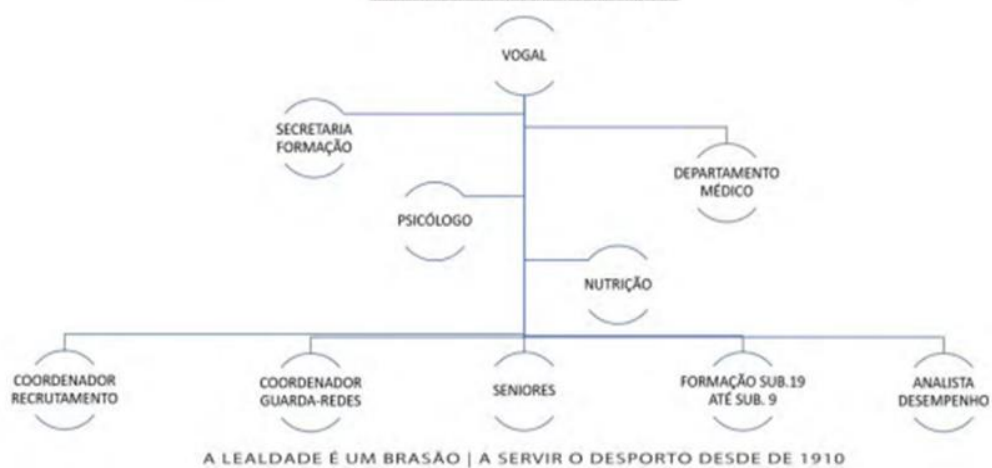 VOGAL
SECRETARIA
FORMAÇÃO
DEPARTAMENTO
MÉDICO
PSICÓLOGO
NUTRIÇÃO
COORDENADOR
RECRUTAMENTO
COORDENADOR
GUARDA-REDES
SENIORES
FORMAÇÃO SUB.19
ATÉ SUB. 9
ANALISTA
DESEMPENHO
A LEALDADE É UM BRASÃO | A SERVIR O DESPORTO DESDE DE 1910